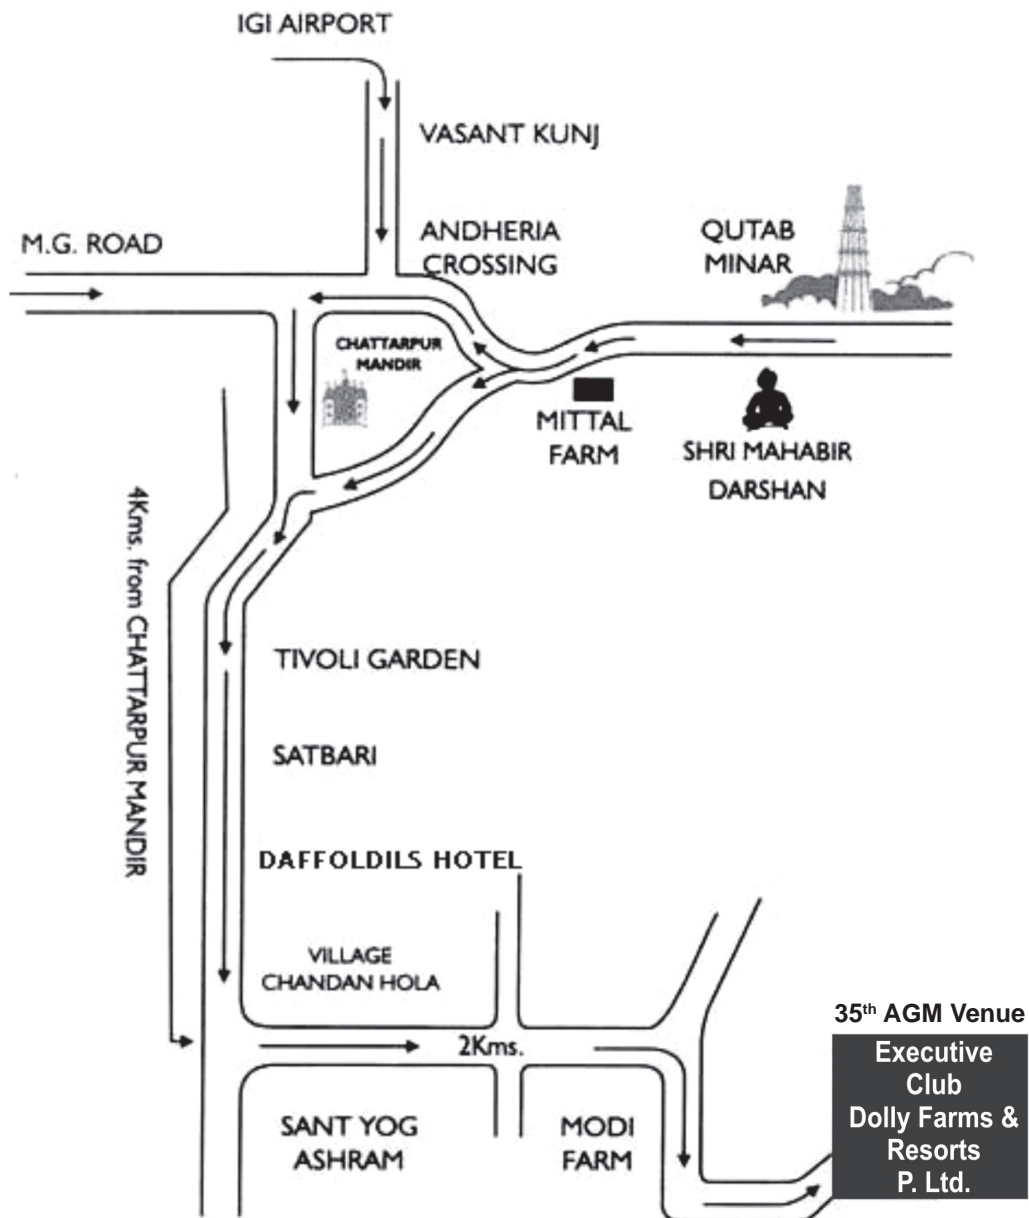 IGI AIRPORT
VASANT KUNJ
M.G. ROAD
ANDHERIA
CROSSING
QUTAB
MINAR
CHATTARPUR
MANDIR
MITTAL
FARM
SHRI MAHABIR
DARSHAN
4Kms. from CHATTARPUR MANDIR
TIVOLI GARDEN
SATBARI
DAFFOLDILS HOTEL
VILLAGE
CHANDAN HOLA
2Kms.
SANT YOG
ASHRAM
MODI
FARM
35th AGM Venue
Executive
Club
Dolly Farms &
Resorts
P. Ltd.